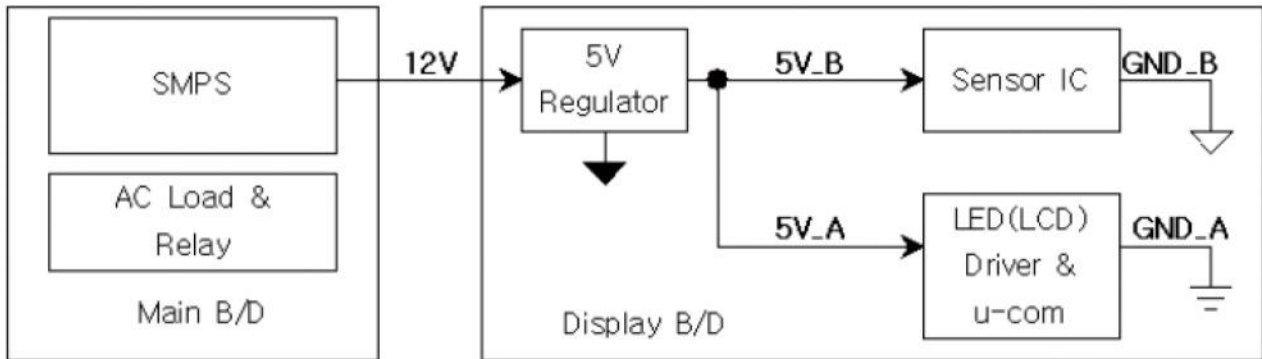 SMPS
12V
5V
Regulator
5V_B
Sensor IC
GND_B
AC Load &
Relay
5V_A
LED(LCD)
Driver &
u-com
GND_A
Main B/D
Display B/D